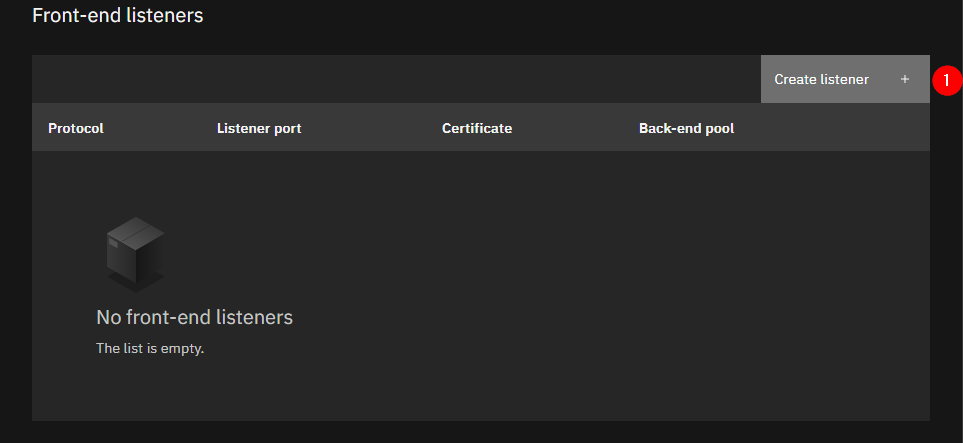 Front-end listeners
Create listener + 1
Protocol Listener port Certificate Back-end pool
No front-end listeners
The list is empty.